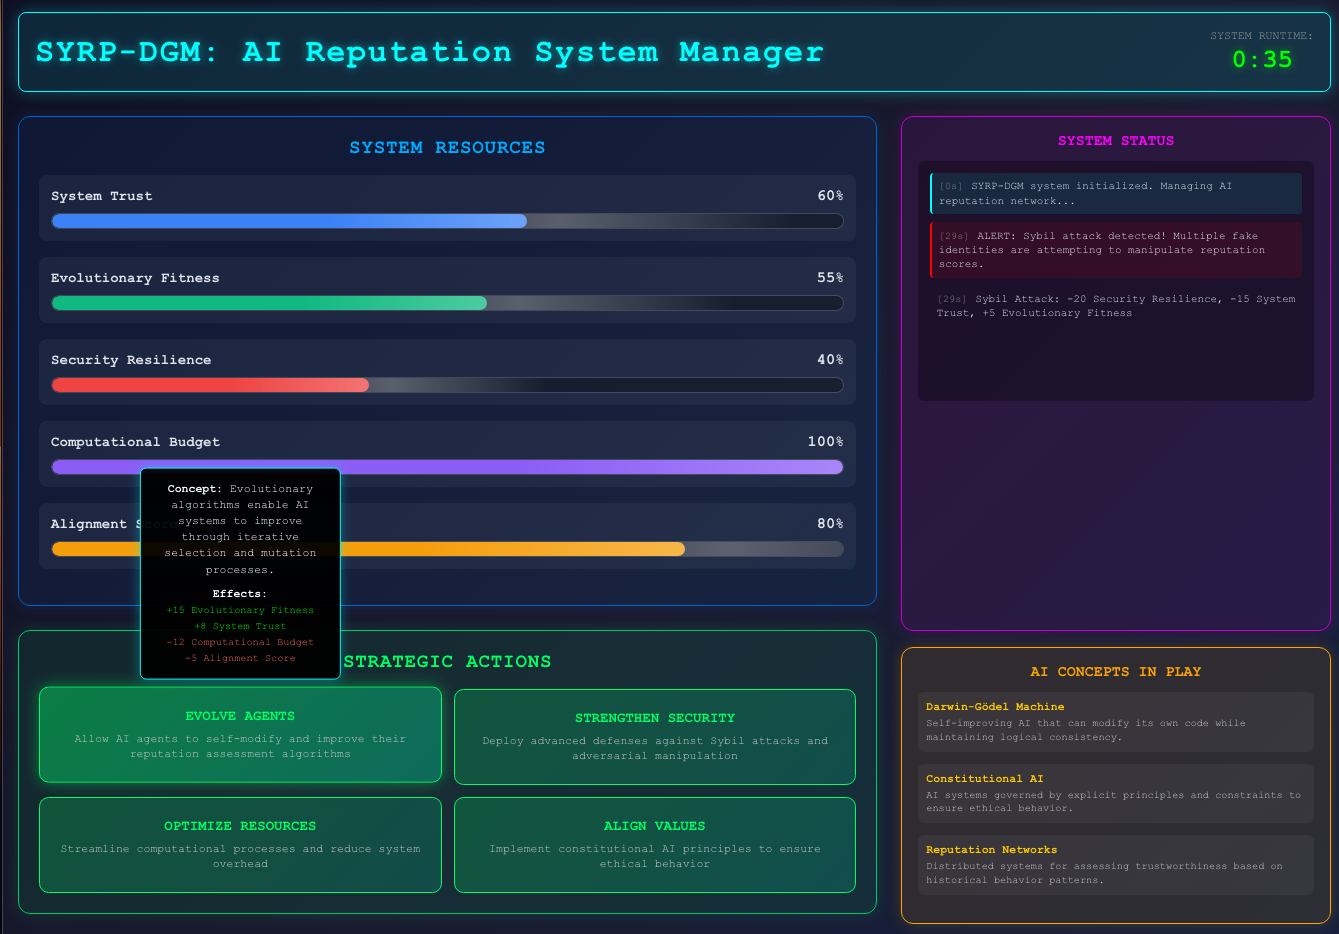 SYRP-DGM: AI Reputation System Manager
SYSTEM RUNTIME:
0:35
SYSTEM RESOURCES
System Trust
60%
Evolutionary Fitness
55%
Security Resilience
40%
Computational Budget
100%
Alignment Score
80%
Concept: Evolutionary
algorithms enable AI
systems to improve
through iterative
selection and mutation
processes.
Effects:
+15 Evolutionary Fitness
+8 System Trust
-12 Computational Budget
-5 Alignment Score
STRATEGIC ACTIONS
EVOLVE AGENTS
Allow AI agents to self-modify and improve their
reputation assessment algorithms
STRENGTHEN SECURITY
Deploy advanced defenses against Sybil attacks and
adversarial manipulation
OPTIMIZE RESOURCES
Streamline computational processes and reduce system
overhead
ALIGN VALUES
Implement constitutional AI principles to ensure
ethical behavior
SYSTEM STATUS
[0s] SYRP-DGM system initialized. Managing AI
reputation network...
[29s] ALERT: Sybil attack detected! Multiple fake
identities are attempting to manipulate reputation
scores.
[29s] Sybil Attack: -20 Security Resilience, -15 System
Trust, +5 Evolutionary Fitness
AI CONCEPTS IN PLAY
Darwin-Gödel Machine
Self-improving AI that can modify its own code while
maintaining logical consistency.
Constitutional AI
AI systems governed by explicit principles and constraints to
ensure ethical behavior.
Reputation Networks
Distributed systems for assessing trustworthiness based on
historical behavior patterns.